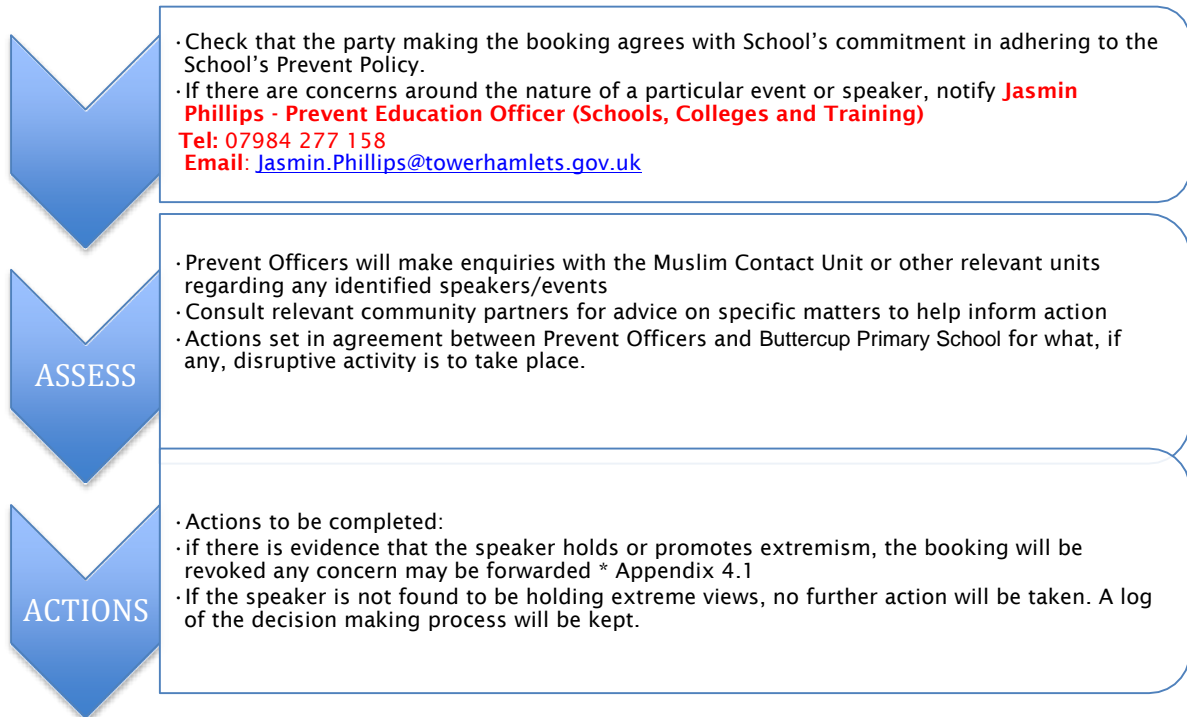 ·Check that the party making the booking agrees with School's commitment in adhering to the
School's Prevent Policy.
·If there are concerns around the nature of a particular event or speaker, notify Jasmin
Phillips - Prevent Education Officer (Schools, Colleges and Training)
Tel: 07984 277 158
Email: Jasmin.Phillips@towerhamlets.gov.uk
ASSESS
·Prevent Officers will make enquiries with the Muslim Contact Unit or other relevant units
regarding any identified speakers/events
·Consult relevant community partners for advice on specific matters to help inform action
·Actions set in agreement between Prevent Officers and Buttercup Primary School for what, if
any, disruptive activity is to take place.
ACTIONS
·Actions to be completed:
·if there is evidence that the speaker holds or promotes extremism, the booking will be
revoked any concern may be forwarded * Appendix 4.1
·If the speaker is not found to be holding extreme views, no further action will be taken. A log
of the decision making process will be kept.